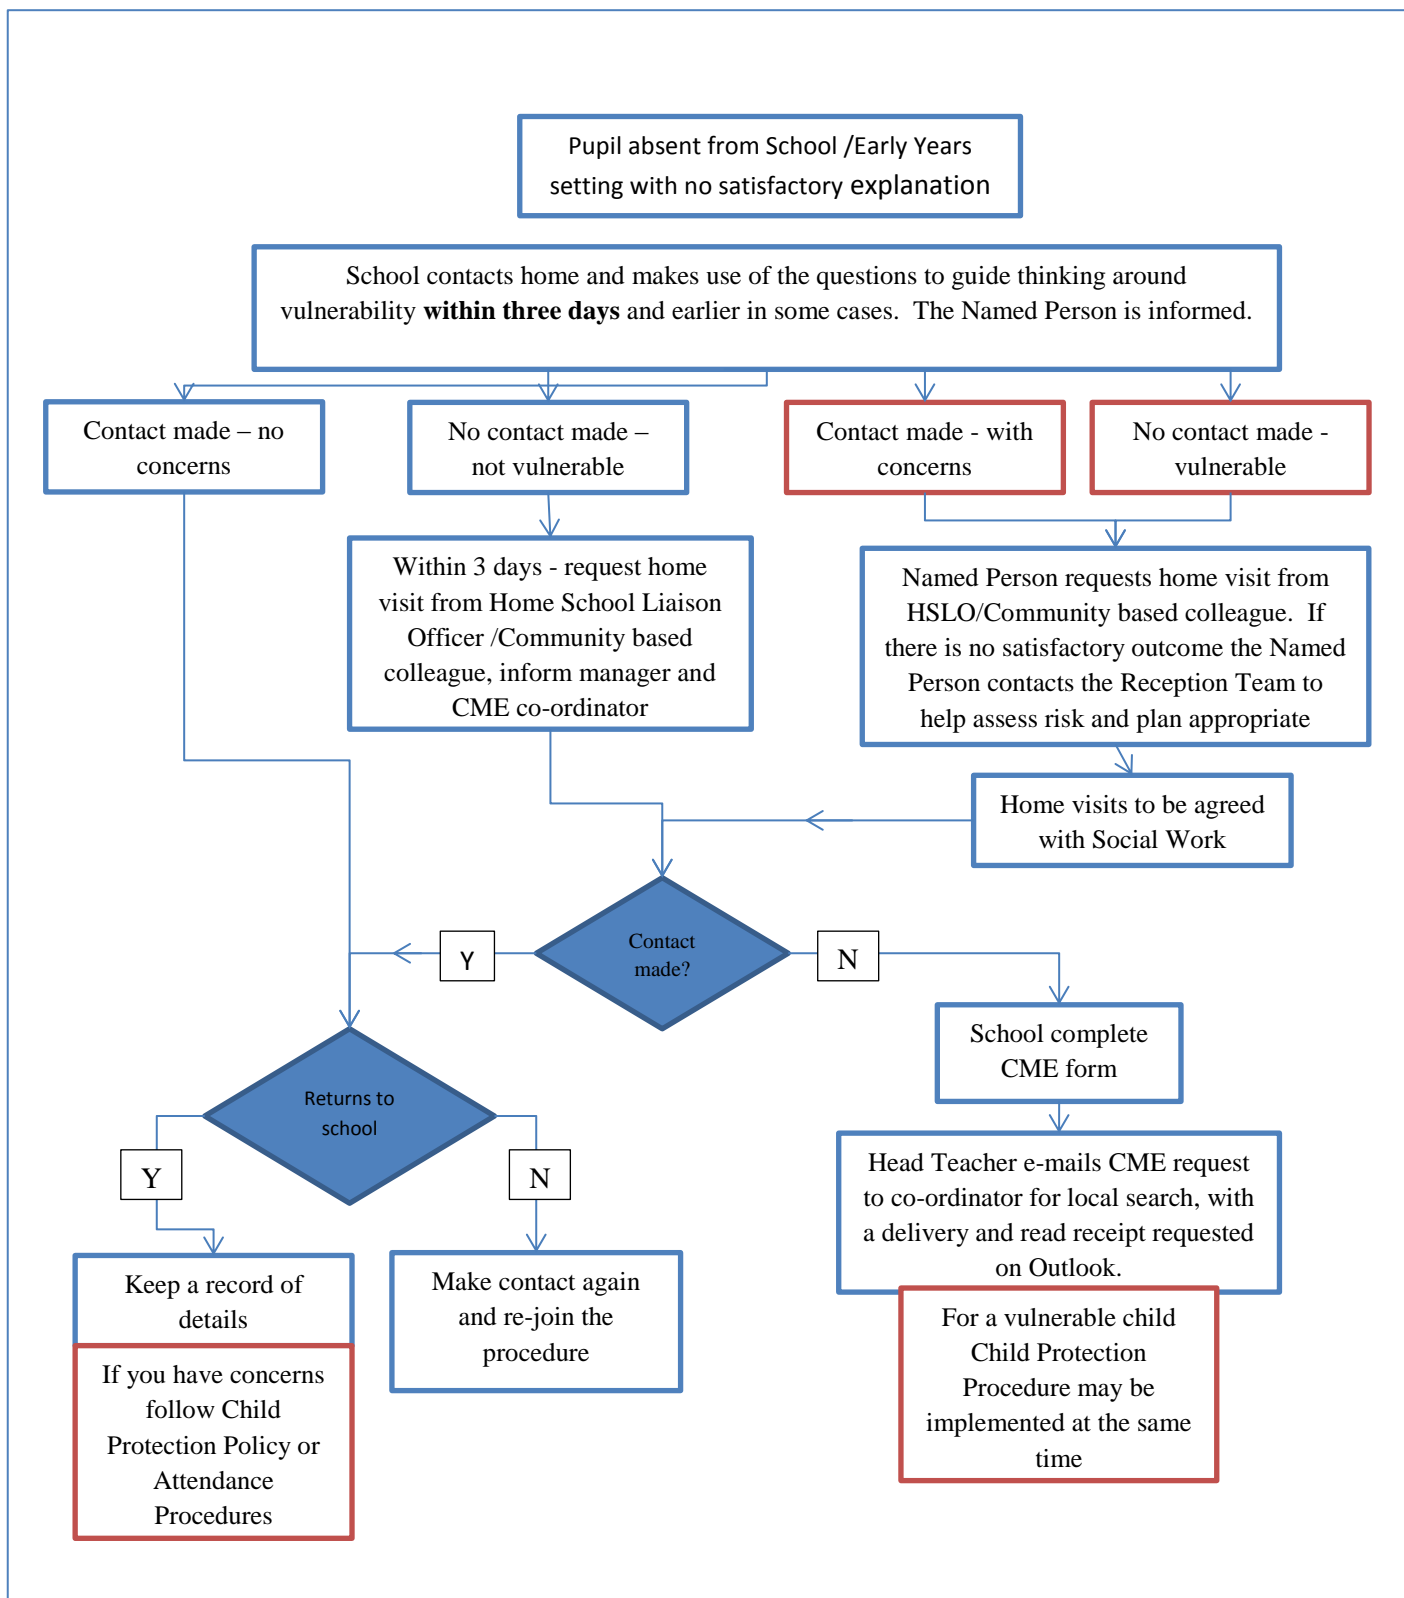 Pupil absent from School /Early Years
setting with no satisfactory explanation
School contacts home and makes use of the questions to guide thinking around
vulnerability within three days and earlier in some cases.  The Named Person is informed.
Contact made – no
concerns
No contact made –
not vulnerable
Contact made - with
concerns
No contact made -
vulnerable
Within 3 days - request home
visit from Home School Liaison
Officer /Community based
colleague, inform manager and
CME co-ordinator
Named Person requests home visit from
HSLO/Community based colleague.  If
there is no satisfactory outcome the Named
Person contacts the Reception Team to
help assess risk and plan appropriate
Home visits to be agreed
with Social Work
Contact
made?
Y
N
School complete
CME form
Returns to
school
Y
N
Head Teacher e-mails CME request
to co-ordinator for local search, with
a delivery and read receipt requested
on Outlook.
Keep a record of
details
Make contact again
and re-join the
procedure
For a vulnerable child
Child Protection
Procedure may be
implemented at the same
time
If you have concerns
follow Child
Protection Policy or
Attendance
Procedures